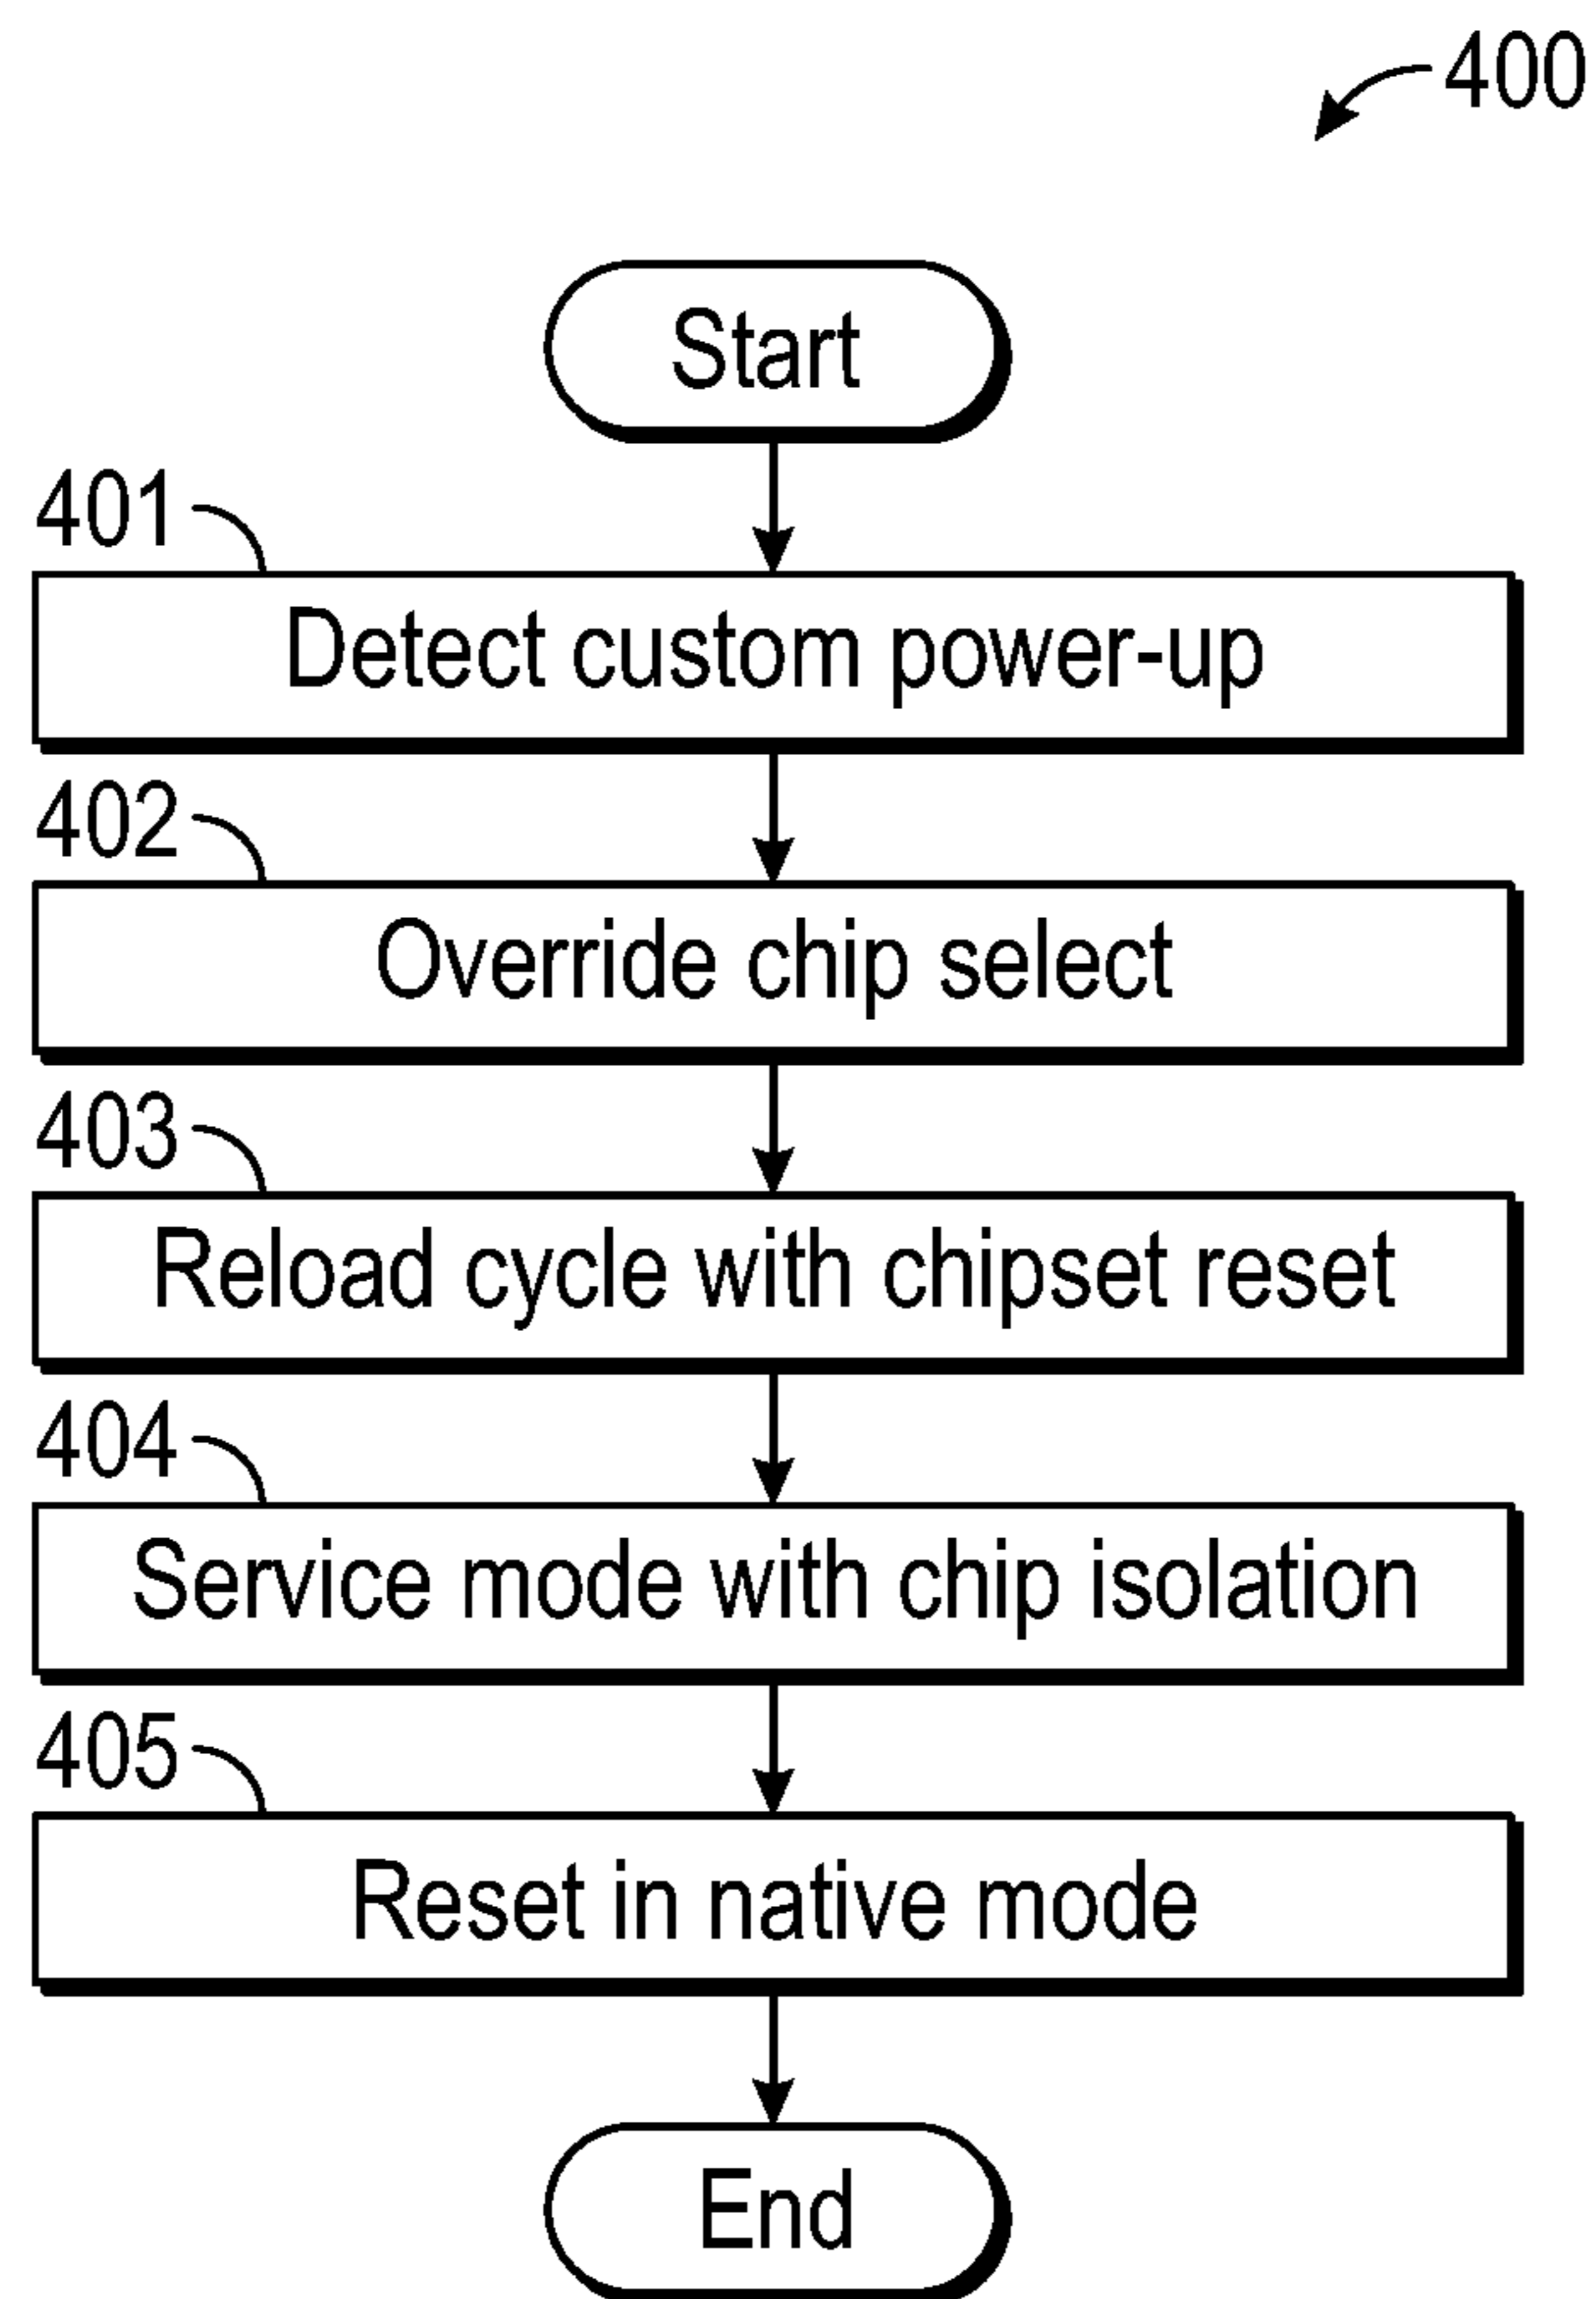 400
Start
401
Detect custom power-up
402
Override chip select
403
Reload cycle with chipset reset
404
Service mode with chip isolation
405
Reset in native mode
End